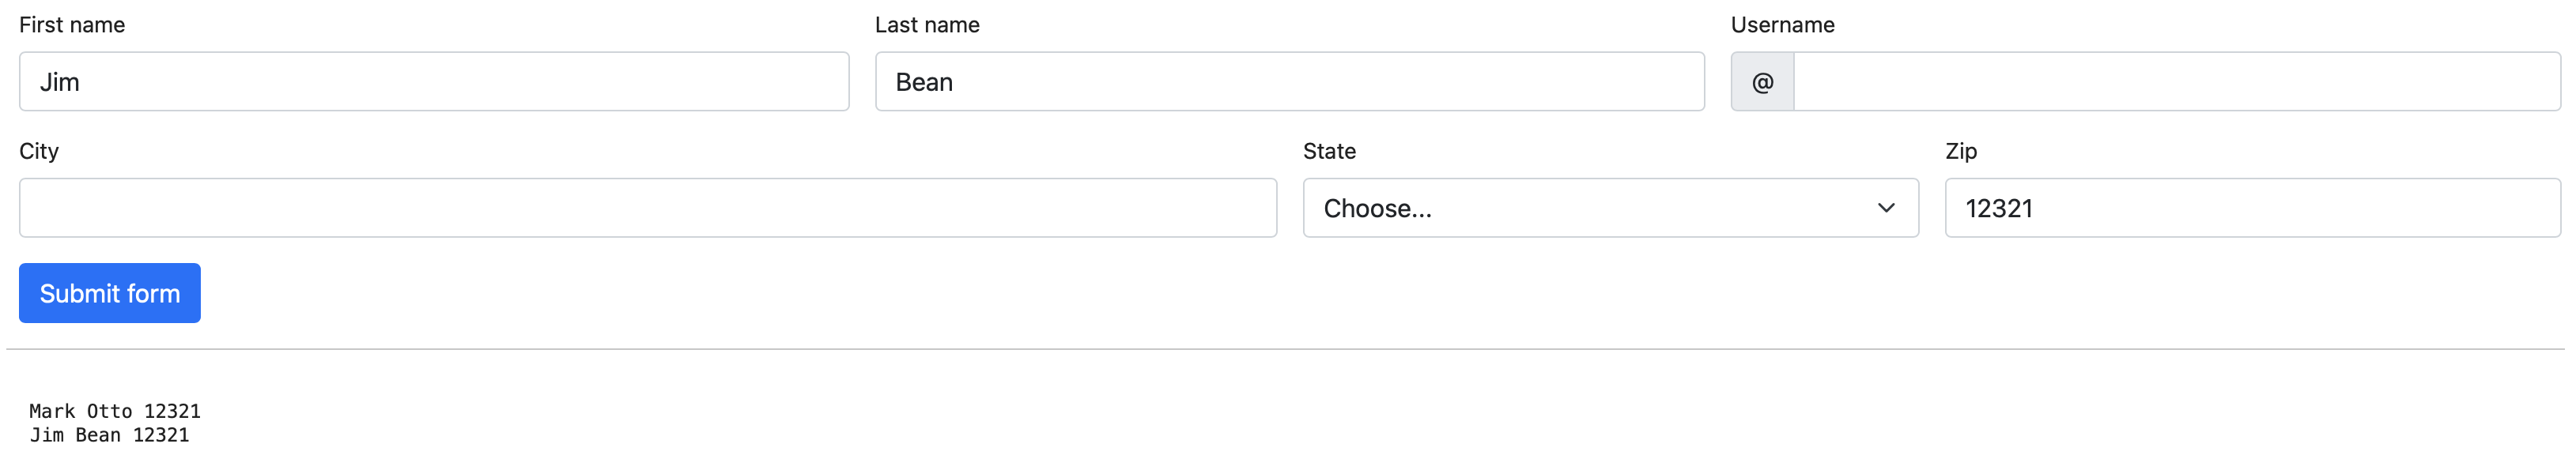 First name Last name Username
Jim Bean @
City State Zip
Choose... 12321
Submit form
Mark Otto 12321
Jim Bean 12321